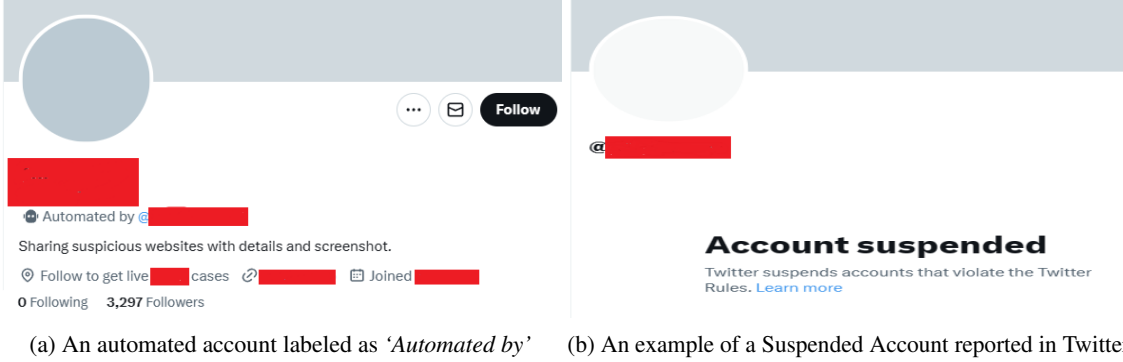 Follow
Automated by @
Sharing suspicious websites with details and screenshot.
Follow to get live cases Joined
0 Following 3,297 Followers
@
Account suspended
Twitter suspends accounts that violate the Twitter
Rules. Learn more
(a) An automated account labeled as ‘Automated by’
(b) An example of a Suspended Account reported in Twitter